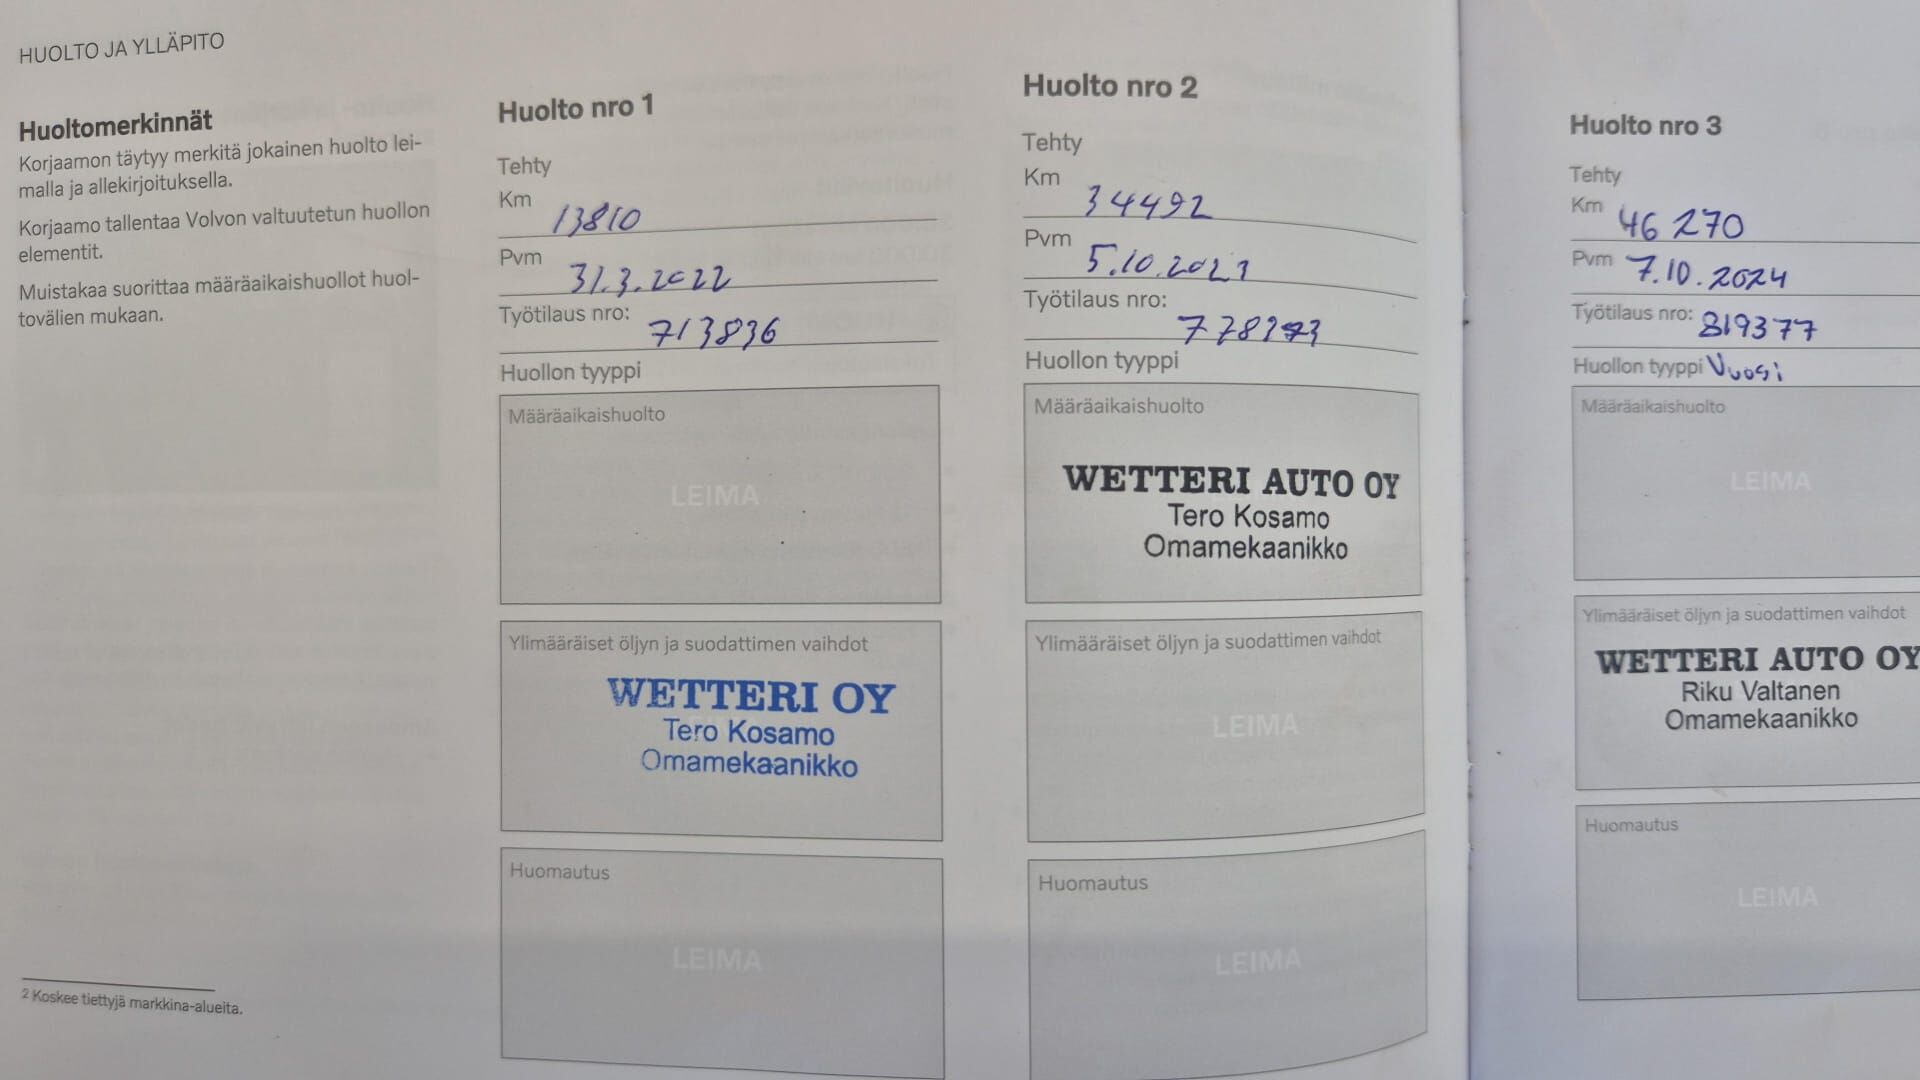 HUOLTO JA YLLÄPITO
Huoltomerkinnät
Korjaamon täytyy merkitä jokainen huolto lei-
malla ja allekirjoituksella.
Korjaamo tallentaa Volvon valtuutetun huollon
elementit.
Muistakaa suorittaa määräaikaishuollot huol-
tovälien mukaan.
2 Koskee tiettyjä markkina-alueita.
Huolto nro 1
Tehty
Km 13810
Pvm 31.3.2022
Työtilaus nro: 713836
Huollon tyyppi
Määräaikaishuolto
LEIMA
Ylimääräiset öljyn ja suodattimen vaihdot
WETTERI OY
Tero Kosamo
Omamekaanikko
Huomautus
LEIMA
Huolto nro 2
Tehty
Km 34492
Pvm
Työtilaus nro:
Huollon tyyppi
Määräaikaishuolto
WETTERI AUTO OY
Tero Kosamo
Omamekaanikko
Ylimääräiset öljyn ja suodattimen vaihdot
LEIMA
Huomautus
LEIMA
Huolto nro 3
Tehty
Km 46 270
Pvm 7.10.2024
Työtilaus nro: 819377
Huollon tyyppi Vuosi
Määräaikaishuolto
LEIMA
Ylimääräiset öljyn ja suodattimen vaihdot
WETTERI AUTO OY
Riku Valtanen
Omamekaanikko
Huomautus
LEIMA